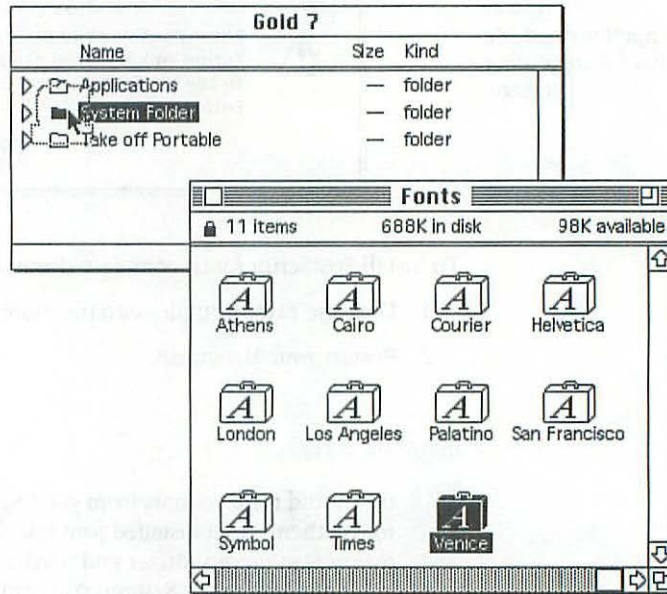 Gold 7
Name Size Kind
Applications — folder
System Folder — folder
Take off Portable — folder
Fonts
11 items 688K in disk 98K available
Athens Cairo Courier Helvetica
London Los Angeles Palatino San Francisco
Symbol Times Venice